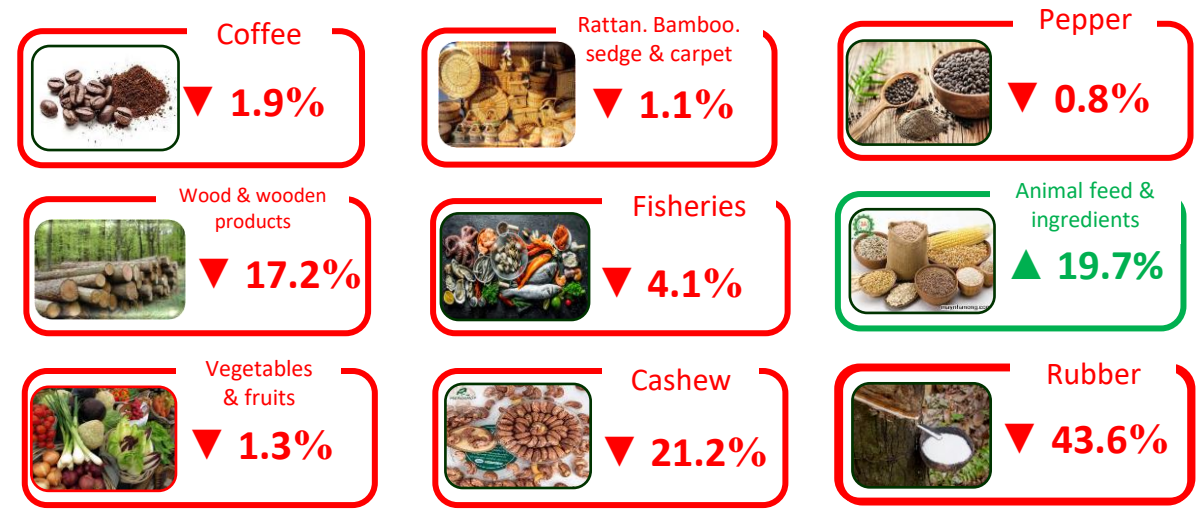 Coffee
▼ 1.9%
Rattan. Bamboo.
sedge & carpet
▼ 1.1%
Pepper
▼ 0.8%
Wood & wooden
products
▼ 17.2%
Fisheries
▼ 4.1%
Animal feed &
ingredients
▲ 19.7%
Vegetables
& fruits
▼ 1.3%
Cashew
▼ 21.2%
Rubber
▼ 43.6%